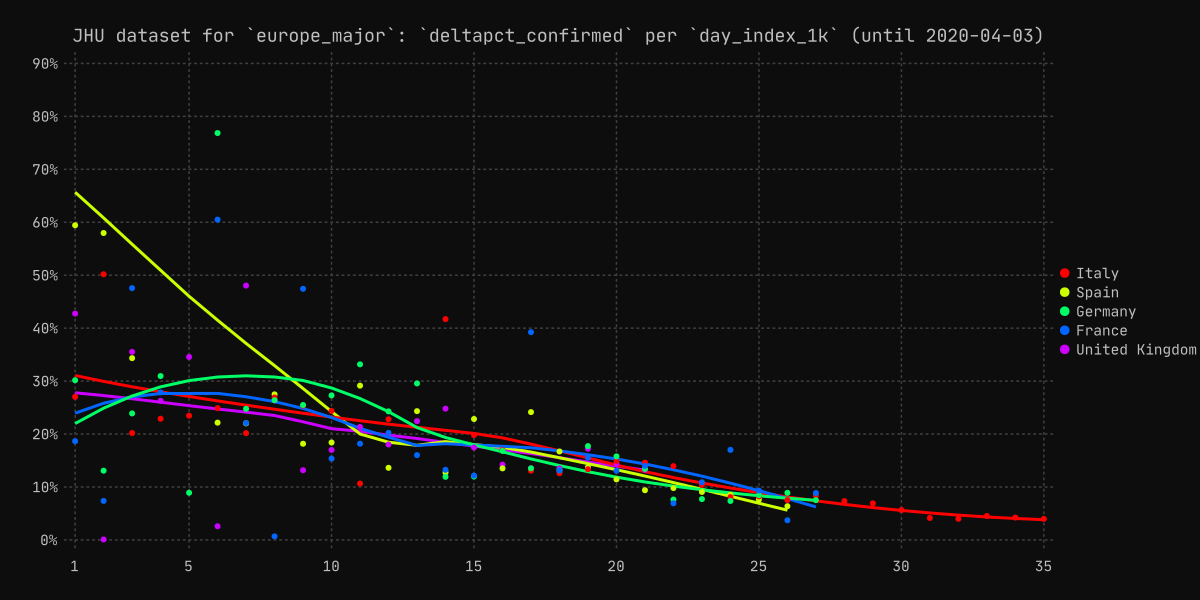 JHU dataset for `europe_major`: `deltapct_confirmed` per `day_index_1k` (until 2020-04-03)
90%
80%
70%
60%
50%
40%
30%
20%
10%
0%
1 5 10 15 20 25 30 35
Italy
Spain
Germany
France
United Kingdom